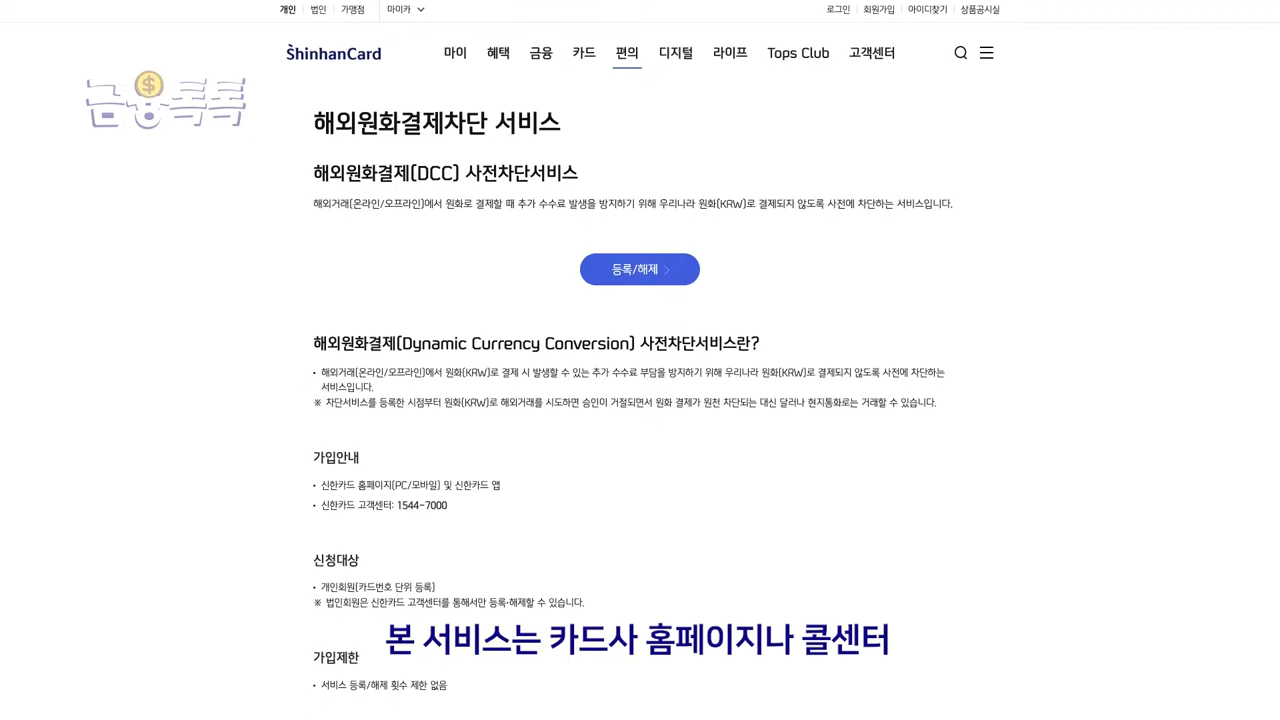 개인 법인 가맹점 마이카 로그인 회원가입 아이디찾기 상품공시실
ShinhanCard 마이 혜택 금융 카드 편의 디지털 라이프 Tops Club 고객센터
금융톡톡
해외원화결제차단 서비스
해외원화결제(DCC) 사전차단서비스
해외거래(온라인/오프라인)에서 원화로 결제할 때 추가 수수료 발생을 방지하기 위해 우리나라 원화(KRW)로 결제되지 않도록 사전에 차단하는 서비스입니다.
등록/해제
해외원화결제(Dynamic Currency Conversion) 사전차단서비스란?
• 해외거래(온라인/오프라인)에서 원화(KRW)로 결제 시 발생할 수 있는 추가 수수료 부담을 방지하기 위해 우리나라 원화(KRW)로 결제되지 않도록 사전에 차단하는
서비스입니다.
※ 차단서비스를 등록한 시점부터 원화(KRW)로 해외거래를 시도하면 승인이 거절되면서 원화 결제가 원천 차단되는 대신 달러나 현지통화로는 거래할 수 있습니다.
가입안내
• 신한카드 홈페이지(PC/모바일) 및 신한카드 앱
• 신한카드 고객센터: 1544-7000
신청대상
• 개인회원(카드번호 단위 등록)
※ 법인회원은 신한카드 고객센터를 통해서만 등록·해제할 수 있습니다.
본 서비스는 카드사 홈페이지나 콜센터
가입제한
• 서비스 등록/해제 횟수 제한 없음